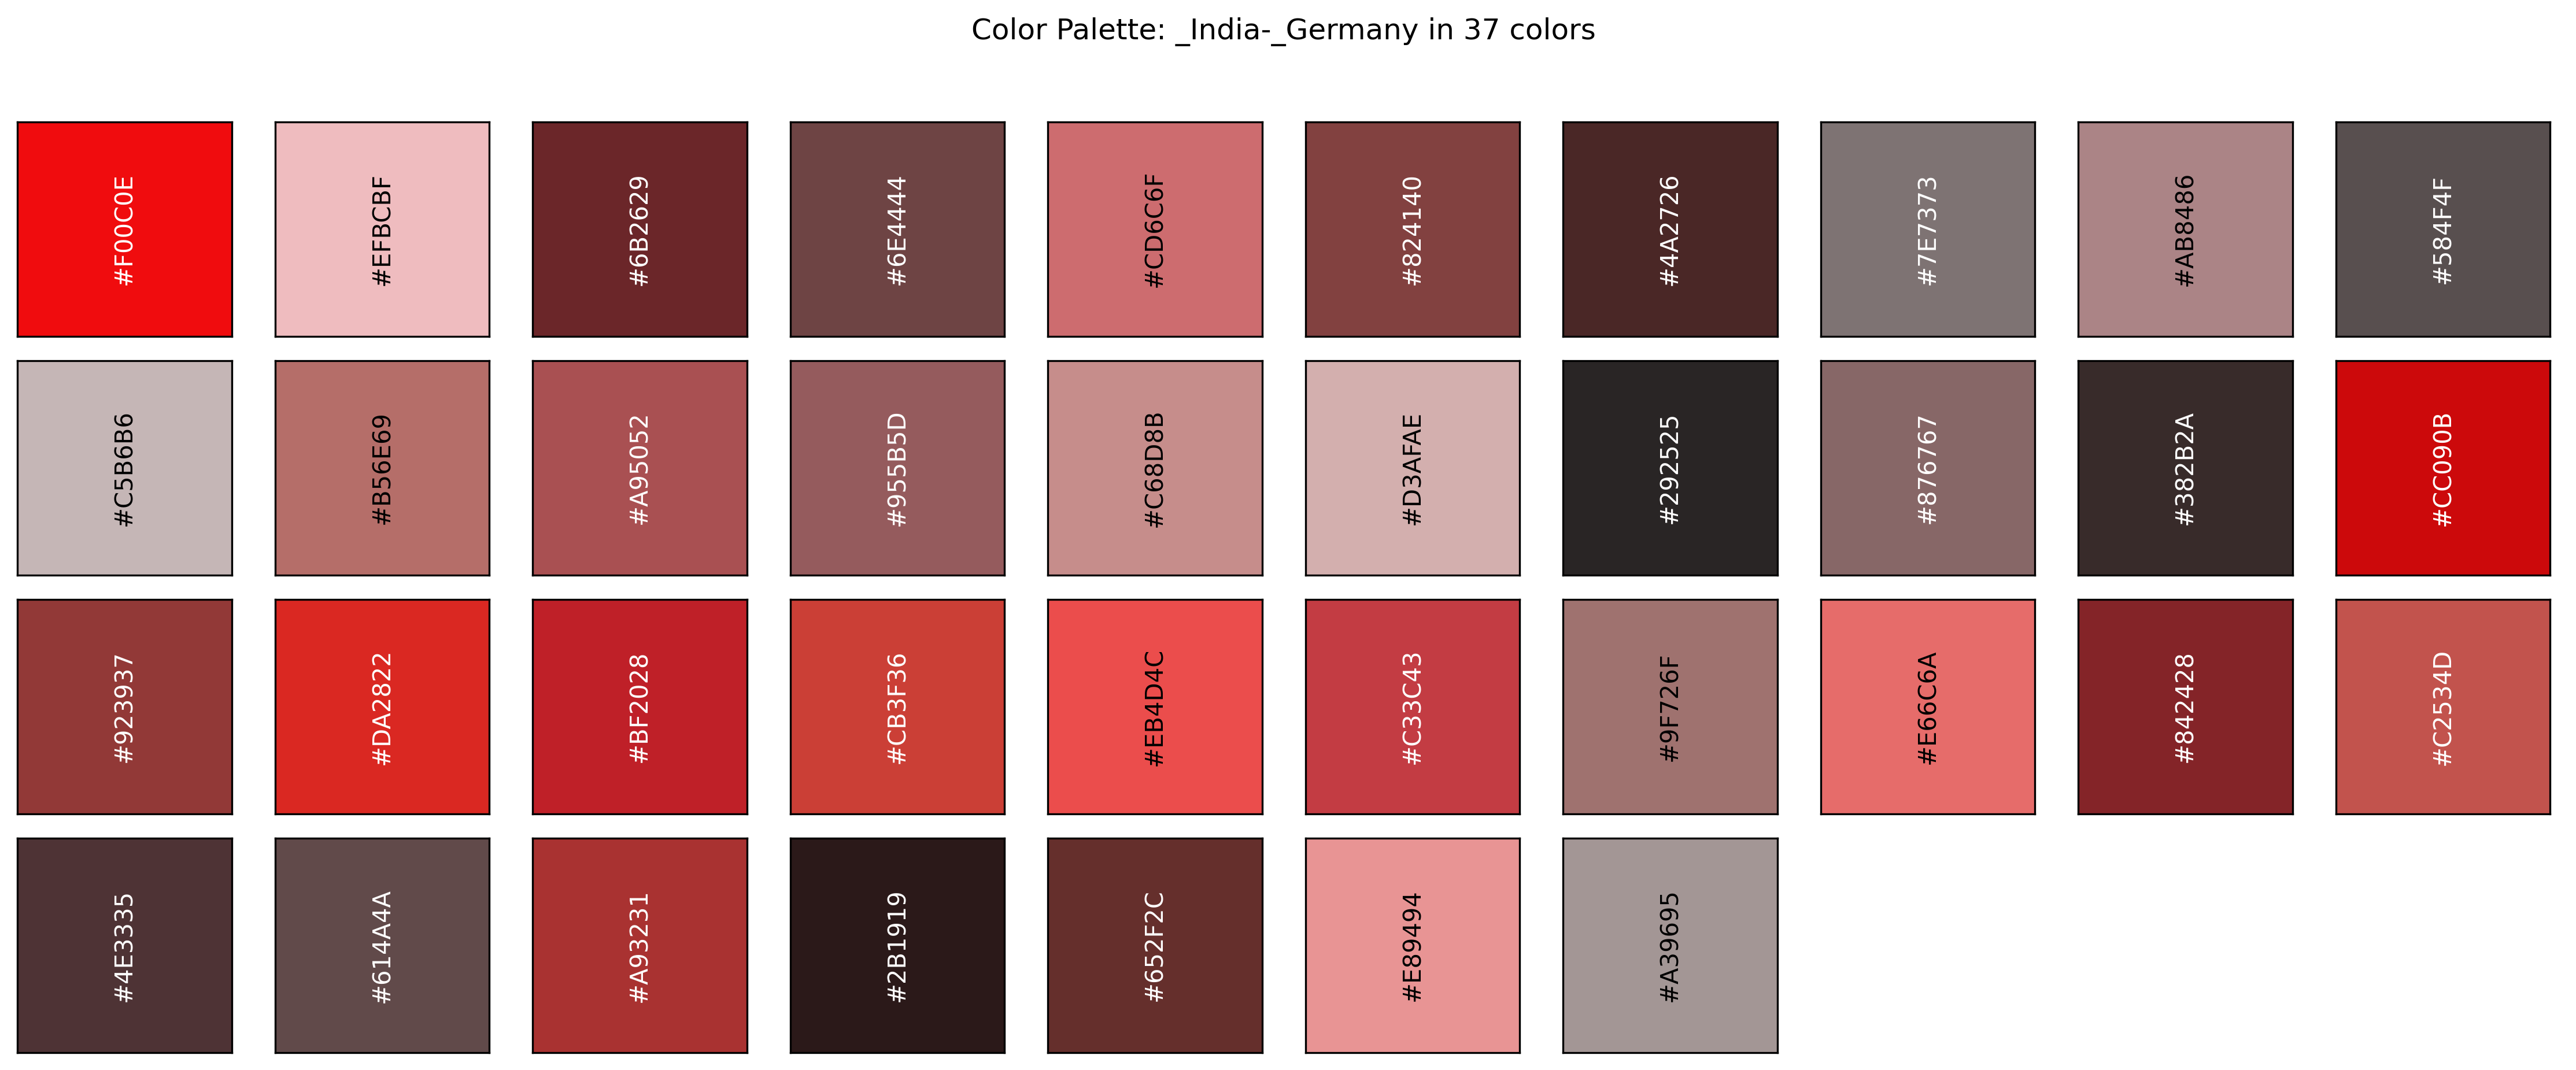 Color Palette: _India-_Germany in 37 colors
#F00C0E
#EFBCBF
#6B2629
#6E4444
#CD6C6F
#824140
#4A2726
#7E7373
#AB8486
#584F4F
#C5B6B6
#B56E69
#A95052
#955B5D
#C68D8B
#D3AFAE
#292525
#876767
#382B2A
#CC090B
#923937
#DA2822
#BF2028
#CB3F36
#EB4D4C
#C33C43
#9F726F
#E66C6A
#842428
#C2534D
#4E3335
#614A4A
#A93231
#2B1919
#652F2C
#E89494
#A39695